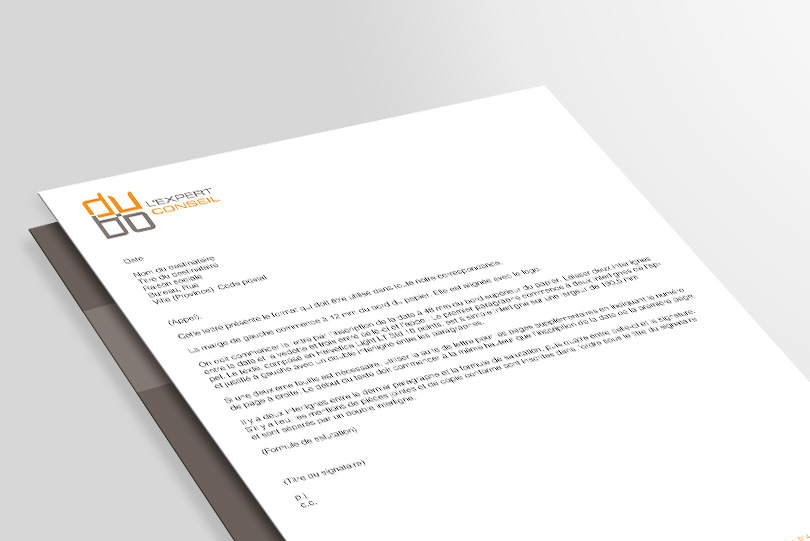 du
bo
L'EXPERT
CONSEIL
Date
Nom du destinataire
Titre du destinataire
Raison sociale
Bureau, Rue
Ville (Province) Code postal
(Appel),
Cette lettre présente le format qui doit être utilisé dans toute notre correspondance.
La marge de gauche commence à 12 mm du bord du papier. Elle est alignée avec le logo.
On doit commencer la lettre par l'inscription de la date à 48 mm du bord supérieur du papier. Laisser deux interlignes
entre la date et la vedette et trois entre celle-ci et l'appel. Le premier paragraphe commence à deux interlignes de l'ap-
pel. Le texte, composé en Helvetica Light LT Std 10 points, est à simple interligne sur une largeur de 190,5 mm
et justifié à gauche avec un double interligne entre les paragraphes.
Si une deuxième feuille est nécessaire, utiliser la suite de lettre pour les pages supplémentaires en indiquant le numéro
de page à droite. Le début du texte doit commencer à la même hauteur que l'inscription de la date de la première page.
Il y a deux interlignes entre le dernier paragraphe et la formule de salutation, puis quatre entre celle-ci et la signature.
S'il y a lieu, les mentions de pièces jointes et de copie conforme sont inscrites dans l'ordre sous le titre du signataire
et sont séparés par un double interligne.
(Formule de salutation)
(Titre du signataire)
p.j.
c.c.